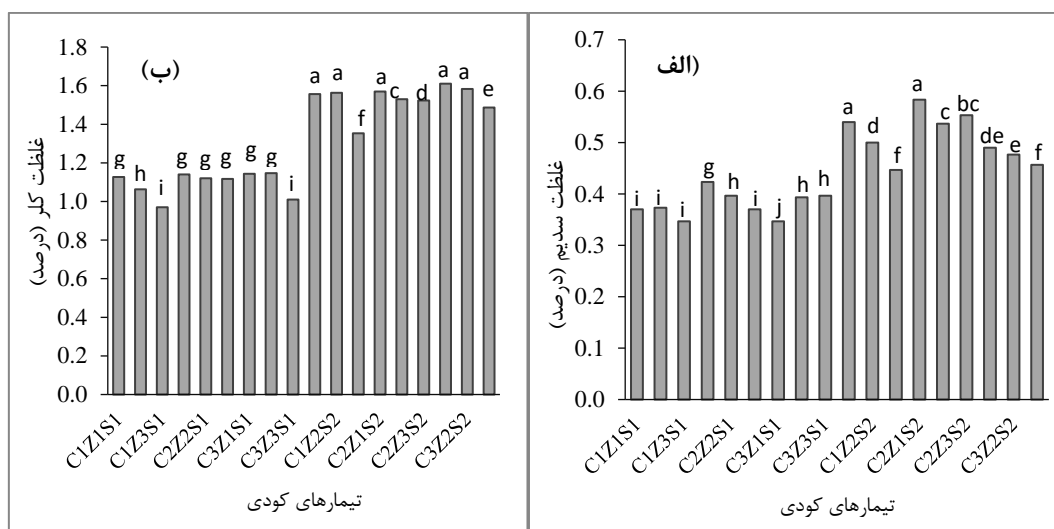 (الف
غلظت سدیم (درصد)
0.7
0.6
0.5
0.4
0.3
0.2
0.1
0.0
i i i g h i j h h a d f a c bc de e f
C1Z1S1 C1Z3S1 C2Z2S1 C3Z1S1 C3Z3S1 C1Z2S2 C2Z1S2 C2Z3S2 C3Z2S2
تیمارهای کودی
(ب)
غلظت کلر (درصد)
1.8
1.6
1.4
1.2
1.0
0.8
0.6
0.4
0.2
0.0
g h i g g g g g i a a f a c d a a e
C1Z1S1 C1Z3S1 C2Z2S1 C3Z1S1 C3Z3S1 C1Z2S2 C2Z1S2 C2Z3S2 C3Z2S2
تیمارهای کودی